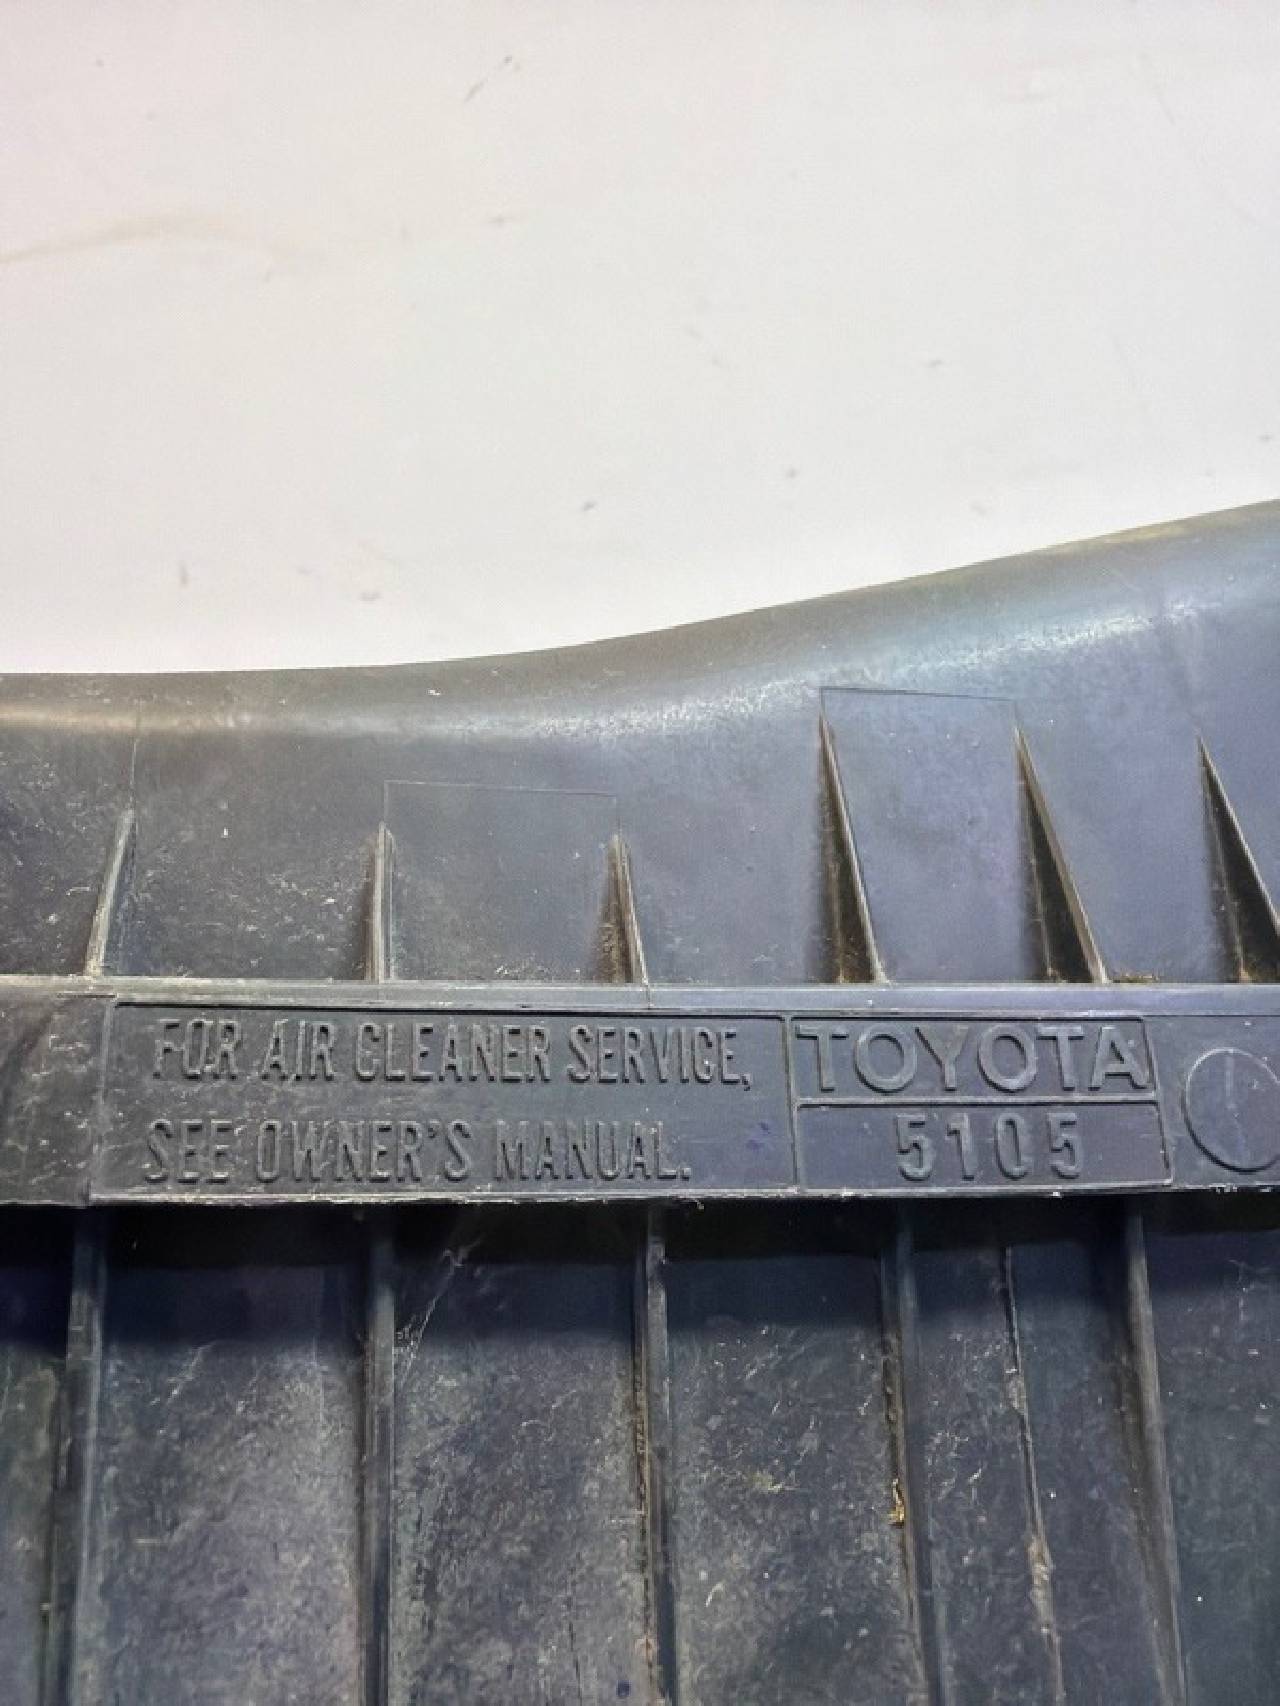 FOR AIR CLEANER SERVICE,
SEE OWNER'S MANUAL.
TOYOTA
5105